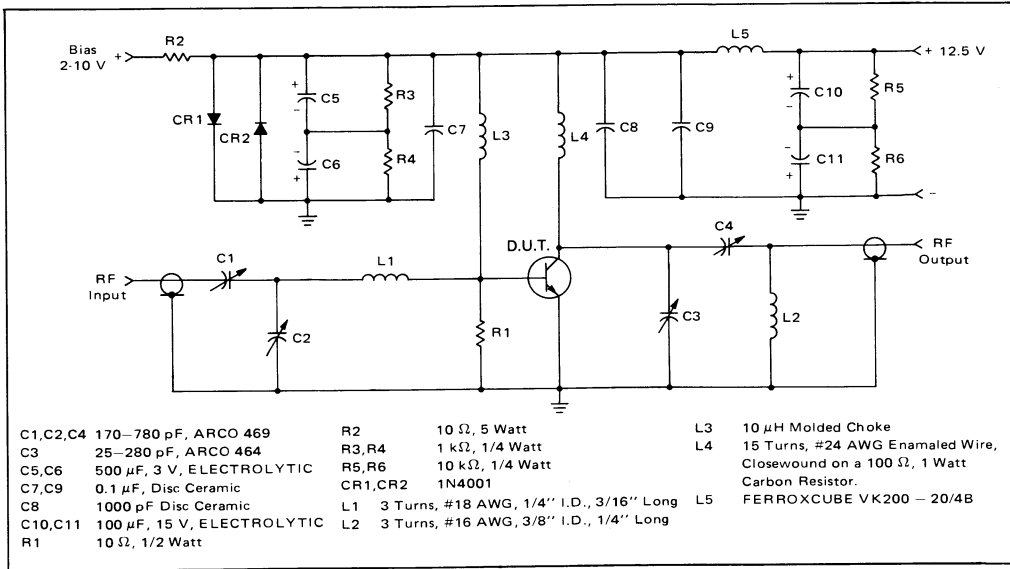 L5
Bias
2-10 V
+
R2
+ 12.5 V
+
C5
-
R3
+
C10
-
R5
CR1
CR2
C7
L3
L4
C8
C9
-
C6
+
R4
-
C11
+
R6
-
D.U.T.
C4
RF
Input
C1
L1
RF
Output
C2
R1
C3
L2
C1,C2,C4 170–780 pF, ARCO 469
C3 25–280 pF, ARCO 464
C5,C6 500 μF, 3 V, ELECTROLYTIC
C7,C9 0.1 μF, Disc Ceramic
C8 1000 pF Disc Ceramic
C10,C11 100 μF, 15 V, ELECTROLYTIC
R1 10 Ω, 1/2 Watt
R2 10 Ω, 5 Watt
R3,R4 1 kΩ, 1/4 Watt
R5,R6 10 kΩ, 1/4 Watt
CR1,CR2 1N4001
L1 3 Turns, #18 AWG, 1/4'' I.D., 3/16'' Long
L2 3 Turns, #16 AWG, 3/8'' I.D., 1/4'' Long
L3 10 μH Molded Choke
L4 15 Turns, #24 AWG Enamaled Wire,
Closewound on a 100 Ω, 1 Watt
Carbon Resistor.
L5 FERROXCUBE VK200 – 20/4B